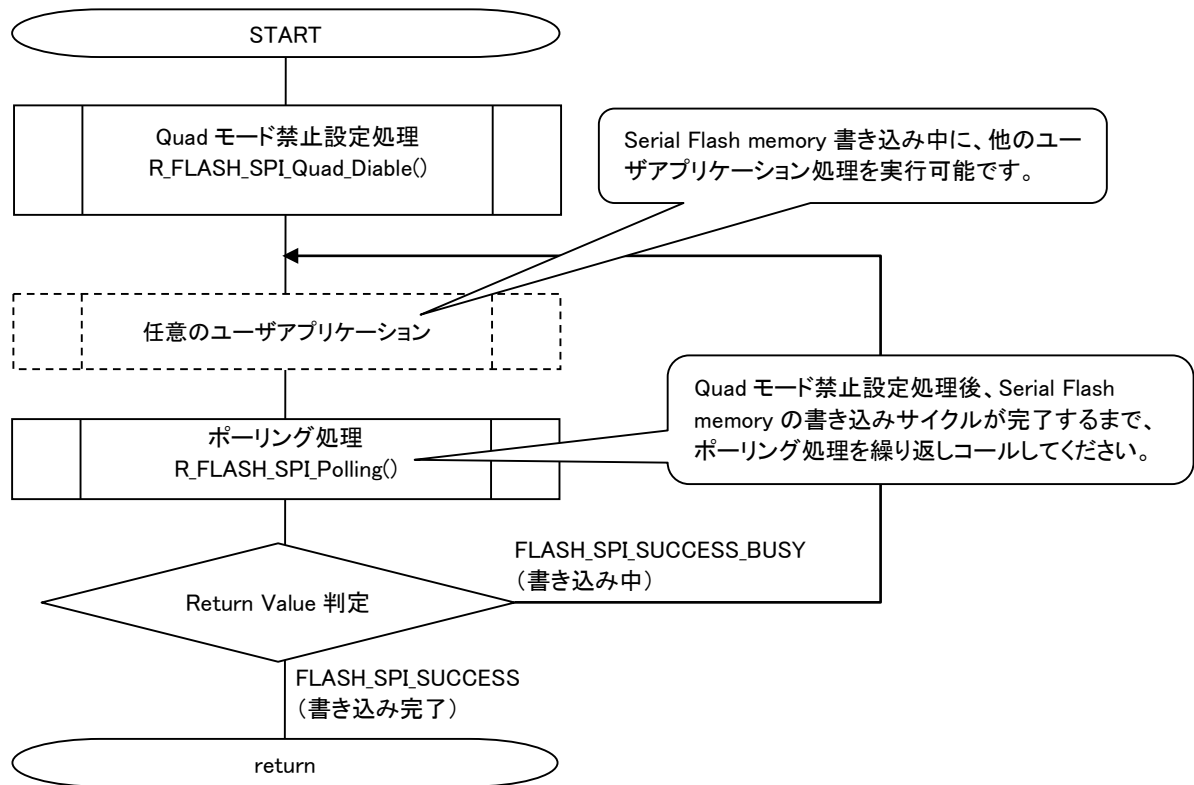 START
Quad モード禁止設定処理
R_FLASH_SPI_Quad_Diable()
Serial Flash memory 書き込み中に、他のユー
ザアプリケーション処理を実行可能です。
任意のユーザアプリケーション
Quad モード禁止設定処理後、Serial Flash
memory の書き込みサイクルが完了するまで、
ポーリング処理を繰り返しコールしてください。
ポーリング処理
R_FLASH_SPI_Polling()
FLASH_SPI_SUCCESS_BUSY
（書き込み中）
Return Value 判定
FLASH_SPI_SUCCESS
（書き込み完了）
return